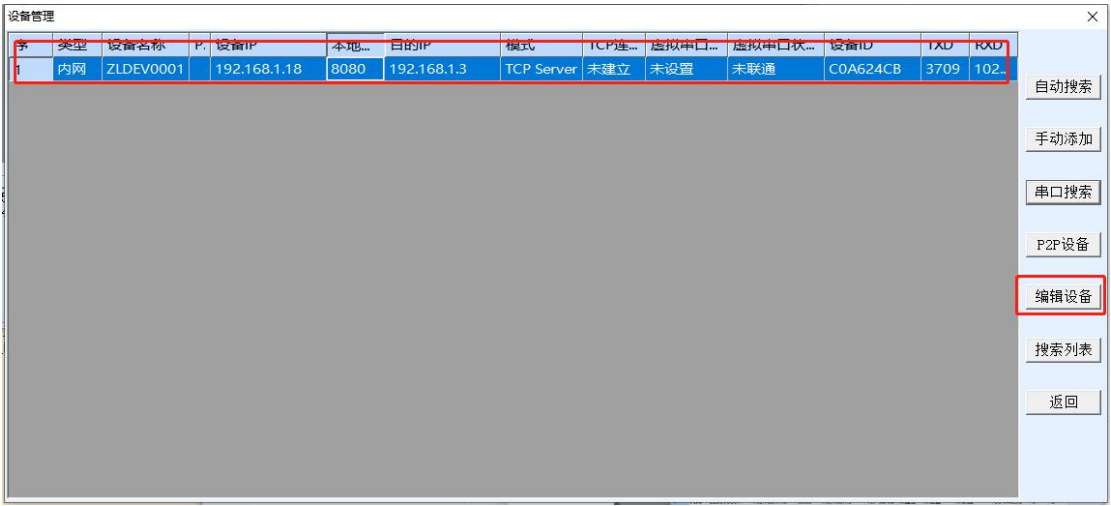 设备管理
序 类型 设备名称 P. 设备IP 本地... 目的IP 模式 TCP连... 虚拟串口... 虚拟串口状... 设备ID TXD RXD
1 内网 ZLDEV0001 192.168.1.18 8080 192.168.1.3 TCP Server 未建立 未设置 未联通 C0A624CB 3709 102...
自动搜索
手动添加
串口搜索
P2P设备
编辑设备
搜索列表
返回